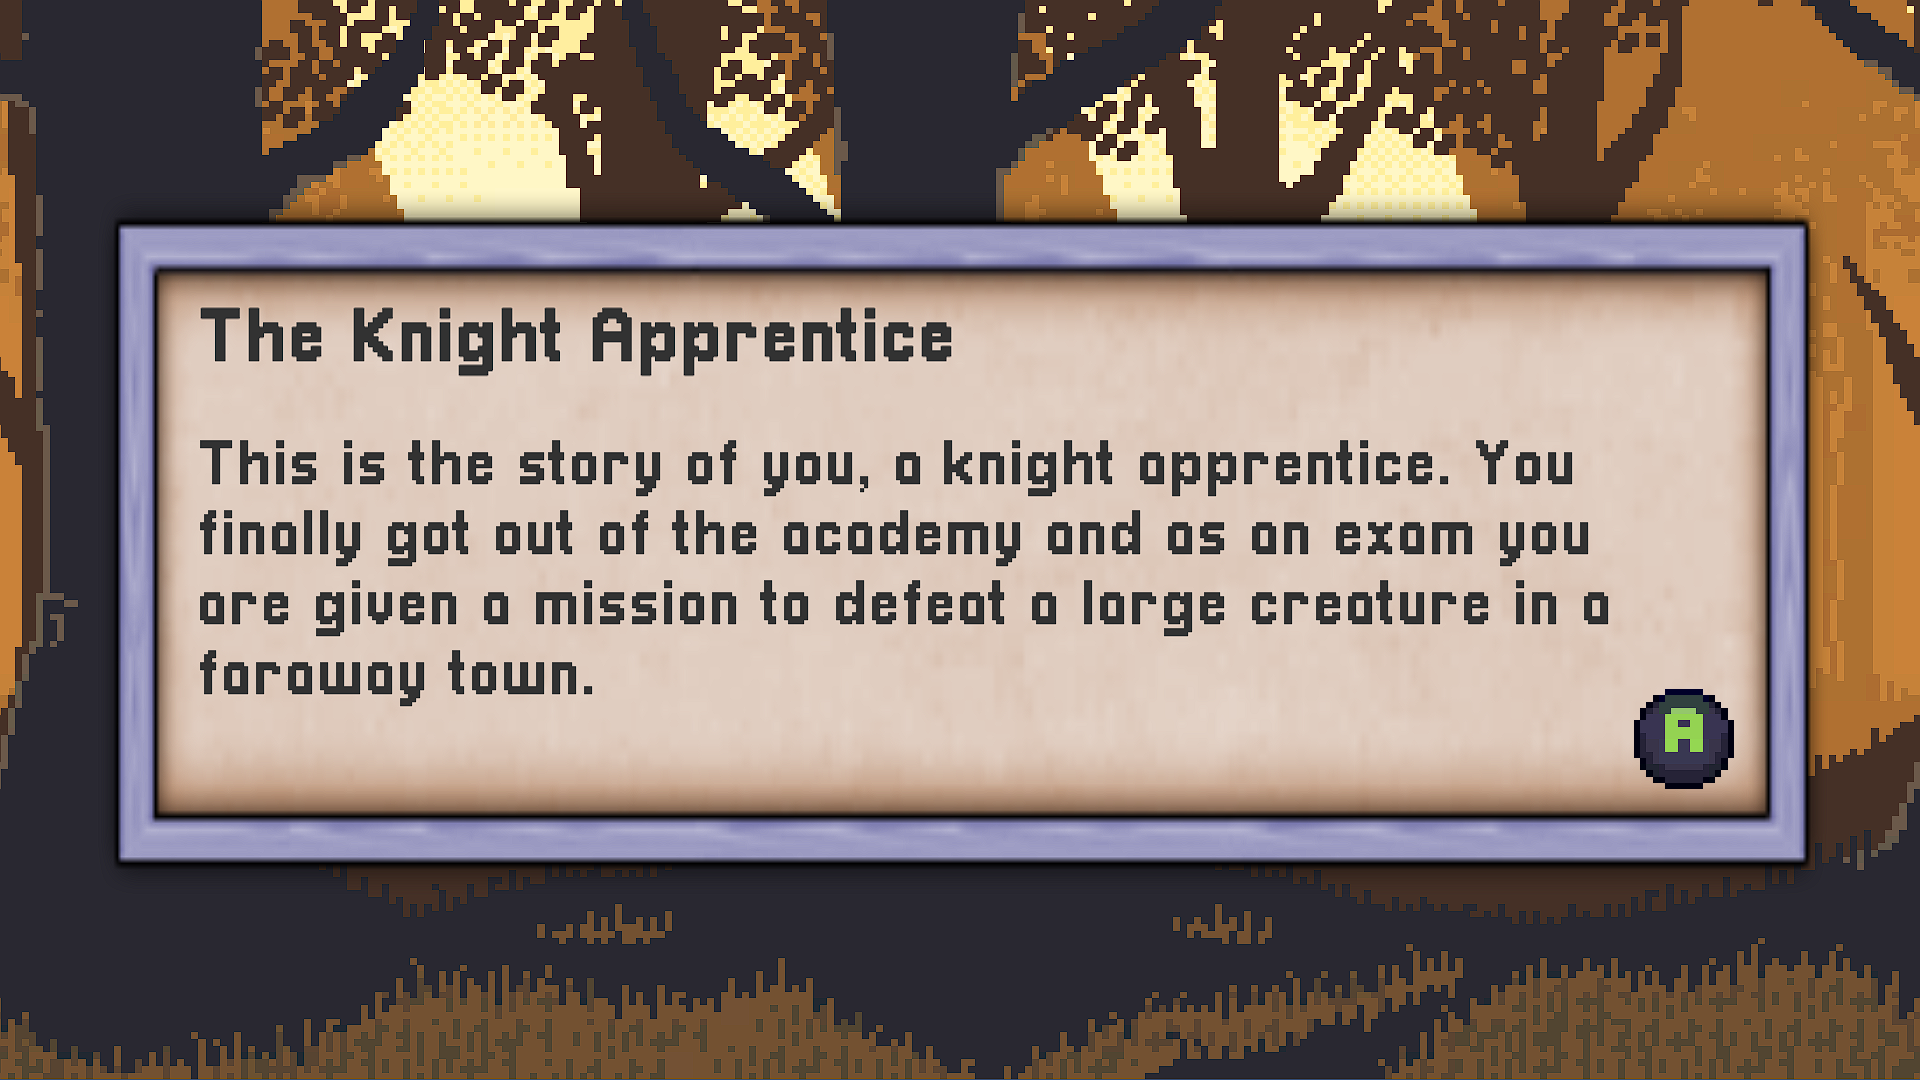 The Knight Apprentice
This is the story of you, a knight apprentice. You
finally got out of the academy and as an exam you
are given a mission to defeat a large creature in a
faraway town.
A